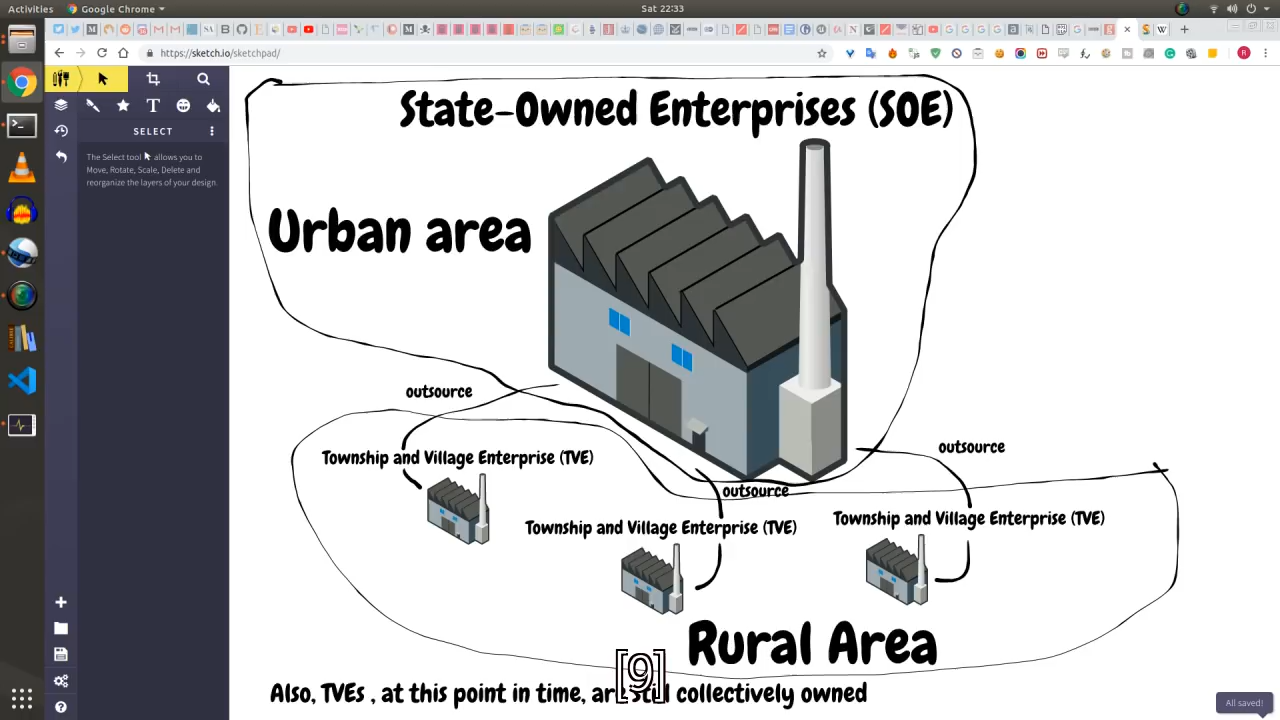 Activities
Google Chrome
Sat 22:33
https://sketch.io/sketchpad/
SELECT
The Select tool allows you to
Move, Rotate, Scale, Delete and
reorganize the layers of your design.
State-Owned Enterprises (SOE)
Urban area
outsource
outsource
Township and Village Enterprise (TVE)
outsource
Township and Village Enterprise (TVE)
Township and Village Enterprise (TVE)
Rural Area
[9]
Also, TVEs , at this point in time, are still collectively owned
All saved!